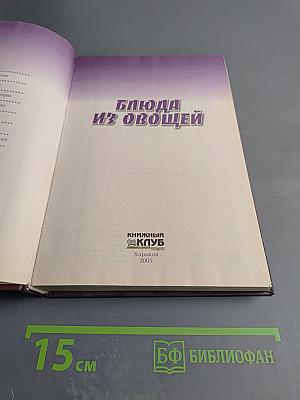 БЛЮДА
ИЗ ОВОЩЕЙ
КНИЖНЫЙ
КЛУБ
Харьков
2005
15 см
БФ БИБЛИОФАН